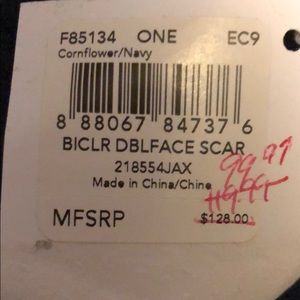 F85134 ONE EC9
Cornflower/Navy
8 88067 84737 6
BICLR DBLFACE SCAR
218554JAX
Made in China/Chine
99.99
MFSRP $128.00